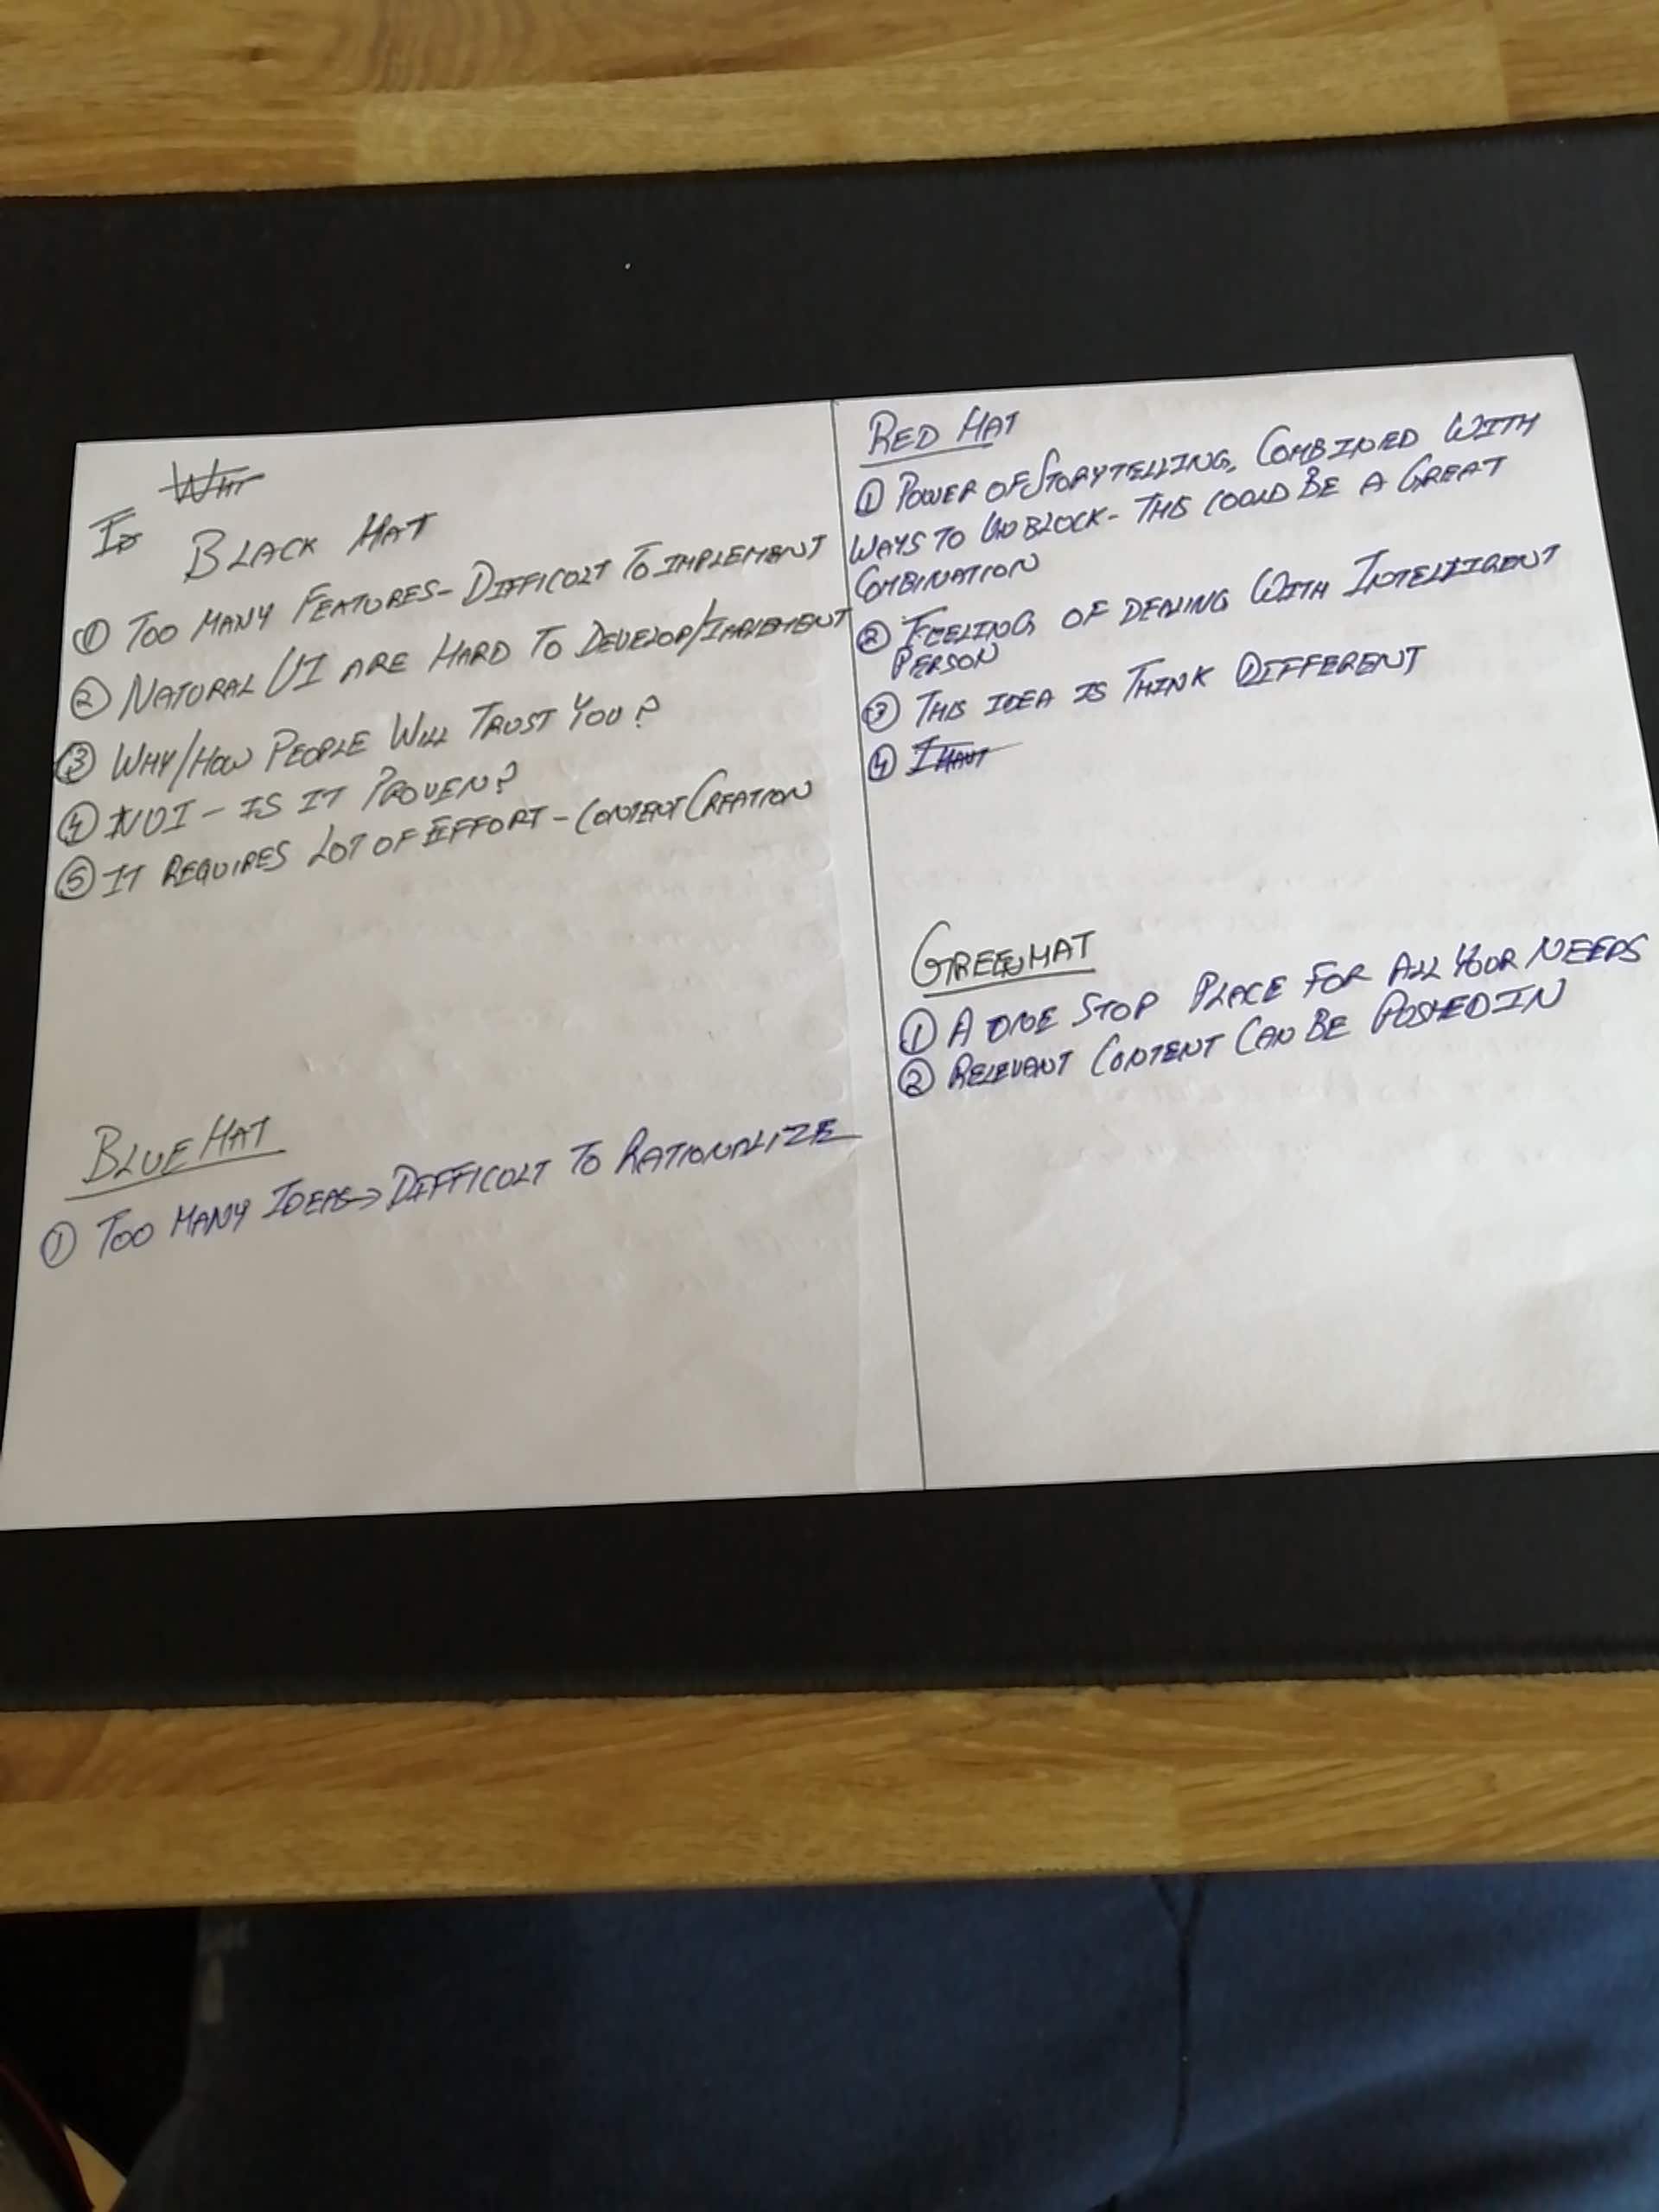 BLACK HAT
① TOO MANY FEATURES - DIFFICULT TO IMPLEMENT
② NATURAL UI ARE HARD TO DEVELOP/IMPLEMENT
③ WHY/HOW PEOPLE WILL TRUST YOU?
④ NUI - IS IT PROVEN?
⑤ IT REQUIRES LOT OF EFFORT - CONTENT CREATION
BLUE HAT
① TOO MANY IDEAS → DIFFICULT TO RATIONALIZE
RED HAT
① POWER OF STORYTELLING, COMBINED WITH
WAYS TO UNBLOCK - THIS COULD BE A GREAT
COMBINATION
② FEELING OF DEALING WITH INTELLIGENT
PERSON
③ THIS IDEA IS THINK DIFFERENT
④
GREEN HAT
① A ONE STOP PLACE FOR ALL YOUR NEEDS
② RELEVANT CONTENT CAN BE PUSHED IN